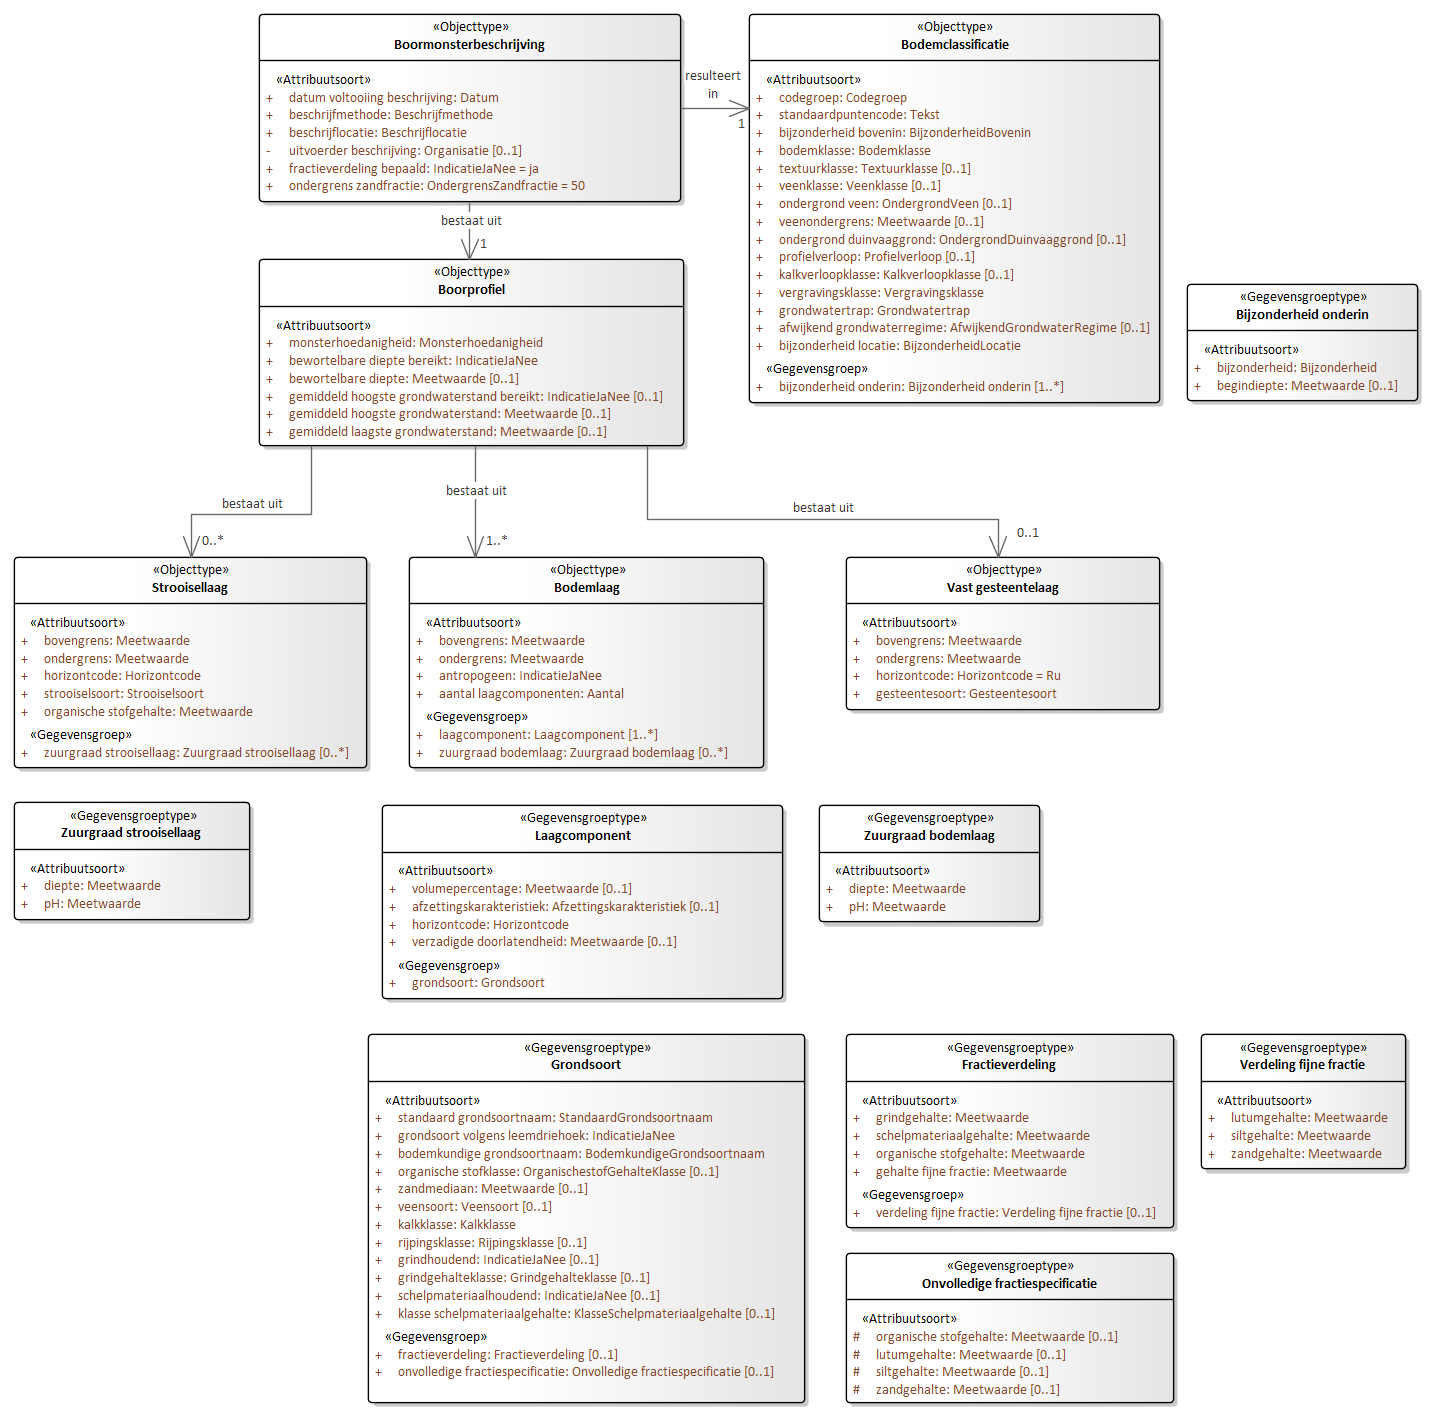 «Objecttype»
Boormonsterbeschrijving
«Attribuutsoort»
+ datum voltooiing beschrijving: Datum
+ beschrijfmethode: Beschrijfmethode
+ beschrijflocatie: Beschrijflocatie
- uitvoerder beschrijving: Organisatie [0..1]
+ fractieverdeling bepaald: IndicatieJaNee = ja
+ ondergrens zandfractie: OndergrensZandfractie = 50
resulteert
in
1
«Objecttype»
Bodemclassificatie
«Attribuutsoort»
+ codegroep: Codegroep
+ standaardpuntencode: Tekst
+ bijzonderheid bovenin: BijzonderheidBovenin
+ bodemklasse: Bodemklasse
+ textuurklasse: Textuurklasse [0..1]
+ veenklasse: Veenklasse [0..1]
+ ondergrond veen: OndergrondVeen [0..1]
+ veenondergrens: Meetwaarde [0..1]
+ ondergrond duinvaaggrond: OndergrondDuinvaaggrond [0..1]
+ profielverloop: Profielverloop [0..1]
+ kalkverloopklasse: Kalkverloopklasse [0..1]
+ vergravingsklasse: Vergravingsklasse
+ grondwatertrap: Grondwatertrap
+ afwijkend grondwaterregime: AfwijkendGrondwaterRegime [0..1]
+ bijzonderheid locatie: BijzonderheidLocatie
«Gegevensgroep»
+ bijzonderheid onderin: Bijzonderheid onderin [1..*]
«Gegevensgroeptype»
Bijzonderheid onderin
«Attribuutsoort»
+ bijzonderheid: Bijzonderheid
+ begindiepte: Meetwaarde [0..1]
bestaat uit
1
«Objecttype»
Boorprofiel
«Attribuutsoort»
+ monsterhoedanigheid: Monsterhoedanigheid
+ bewortelbare diepte bereikt: IndicatieJaNee
+ bewortelbare diepte: Meetwaarde [0..1]
+ gemiddeld hoogste grondwaterstand bereikt: IndicatieJaNee [0..1]
+ gemiddeld hoogste grondwaterstand: Meetwaarde [0..1]
+ gemiddeld laagste grondwaterstand: Meetwaarde [0..1]
bestaat uit
0..*
bestaat uit
1..*
bestaat uit
0..1
«Objecttype»
Strooisellaag
«Attribuutsoort»
+ bovengrens: Meetwaarde
+ ondergrens: Meetwaarde
+ horizontcode: Horizontcode
+ strooiselsoort: Strooiselsoort
+ organische stofgehalte: Meetwaarde
«Gegevensgroep»
+ zuurgraad strooisellaag: Zuurgraad strooisellaag [0..*]
«Objecttype»
Bodemlaag
«Attribuutsoort»
+ bovengrens: Meetwaarde
+ ondergrens: Meetwaarde
+ antropogeen: IndicatieJaNee
+ aantal laagcomponenten: Aantal
«Gegevensgroep»
+ laagcomponent: Laagcomponent [1..*]
+ zuurgraad bodemlaag: Zuurgraad bodemlaag [0..*]
«Objecttype»
Vast gesteentelaag
«Attribuutsoort»
+ bovengrens: Meetwaarde
+ ondergrens: Meetwaarde
+ horizontcode: Horizontcode = Ru
+ gesteentesoort: Gesteentesoort
«Gegevensgroeptype»
Zuurgraad strooisellaag
«Attribuutsoort»
+ diepte: Meetwaarde
+ pH: Meetwaarde
«Gegevensgroeptype»
Laagcomponent
«Attribuutsoort»
+ volumepercentage: Meetwaarde [0..1]
+ afzettingskarakteristiek: Afzettingskarakteristiek [0..1]
+ horizontcode: Horizontcode
+ verzadigde doorlatendheid: Meetwaarde [0..1]
«Gegevensgroep»
+ grondsoort: Grondsoort
«Gegevensgroeptype»
Zuurgraad bodemlaag
«Attribuutsoort»
+ diepte: Meetwaarde
+ pH: Meetwaarde
«Gegevensgroeptype»
Grondsoort
«Attribuutsoort»
+ standaard grondsoortnaam: StandaardGrondsoortnaam
+ grondsoort volgens leemdriehoek: IndicatieJaNee
+ bodemkundige grondsoortnaam: BodemkundigeGrondsoortnaam
+ organische stofklasse: OrganischestofGehalteKlasse [0..1]
+ zandmediaan: Meetwaarde [0..1]
+ veensoort: Veensoort [0..1]
+ kalkklasse: Kalkklasse
+ rijpingsklasse: Rijpingsklasse [0..1]
+ grindhoudend: IndicatieJaNee [0..1]
+ grindgehalteklasse: Grindgehalteklasse [0..1]
+ schelpmateriaalhoudend: IndicatieJaNee [0..1]
+ klasse schelpmateriaalgehalte: KlasseSchelpmateriaalgehalte [0..1]
«Gegevensgroep»
+ fractieverdeling: Fractieverdeling [0..1]
+ onvolledige fractiespecificatie: Onvolledige fractiespecificatie [0..1]
«Gegevensgroeptype»
Fractieverdeling
«Attribuutsoort»
+ grindgehalte: Meetwaarde
+ schelpmateriaalgehalte: Meetwaarde
+ organische stofgehalte: Meetwaarde
+ gehalte fijne fractie: Meetwaarde
«Gegevensgroep»
+ verdeling fijne fractie: Verdeling fijne fractie [0..1]
«Gegevensgroeptype»
Verdeling fijne fractie
«Attribuutsoort»
+ lutumgehalte: Meetwaarde
+ siltgehalte: Meetwaarde
+ zandgehalte: Meetwaarde
«Gegevensgroeptype»
Onvolledige fractiespecificatie
«Attribuutsoort»
# organische stofgehalte: Meetwaarde [0..1]
# lutumgehalte: Meetwaarde [0..1]
# siltgehalte: Meetwaarde [0..1]
# zandgehalte: Meetwaarde [0..1]